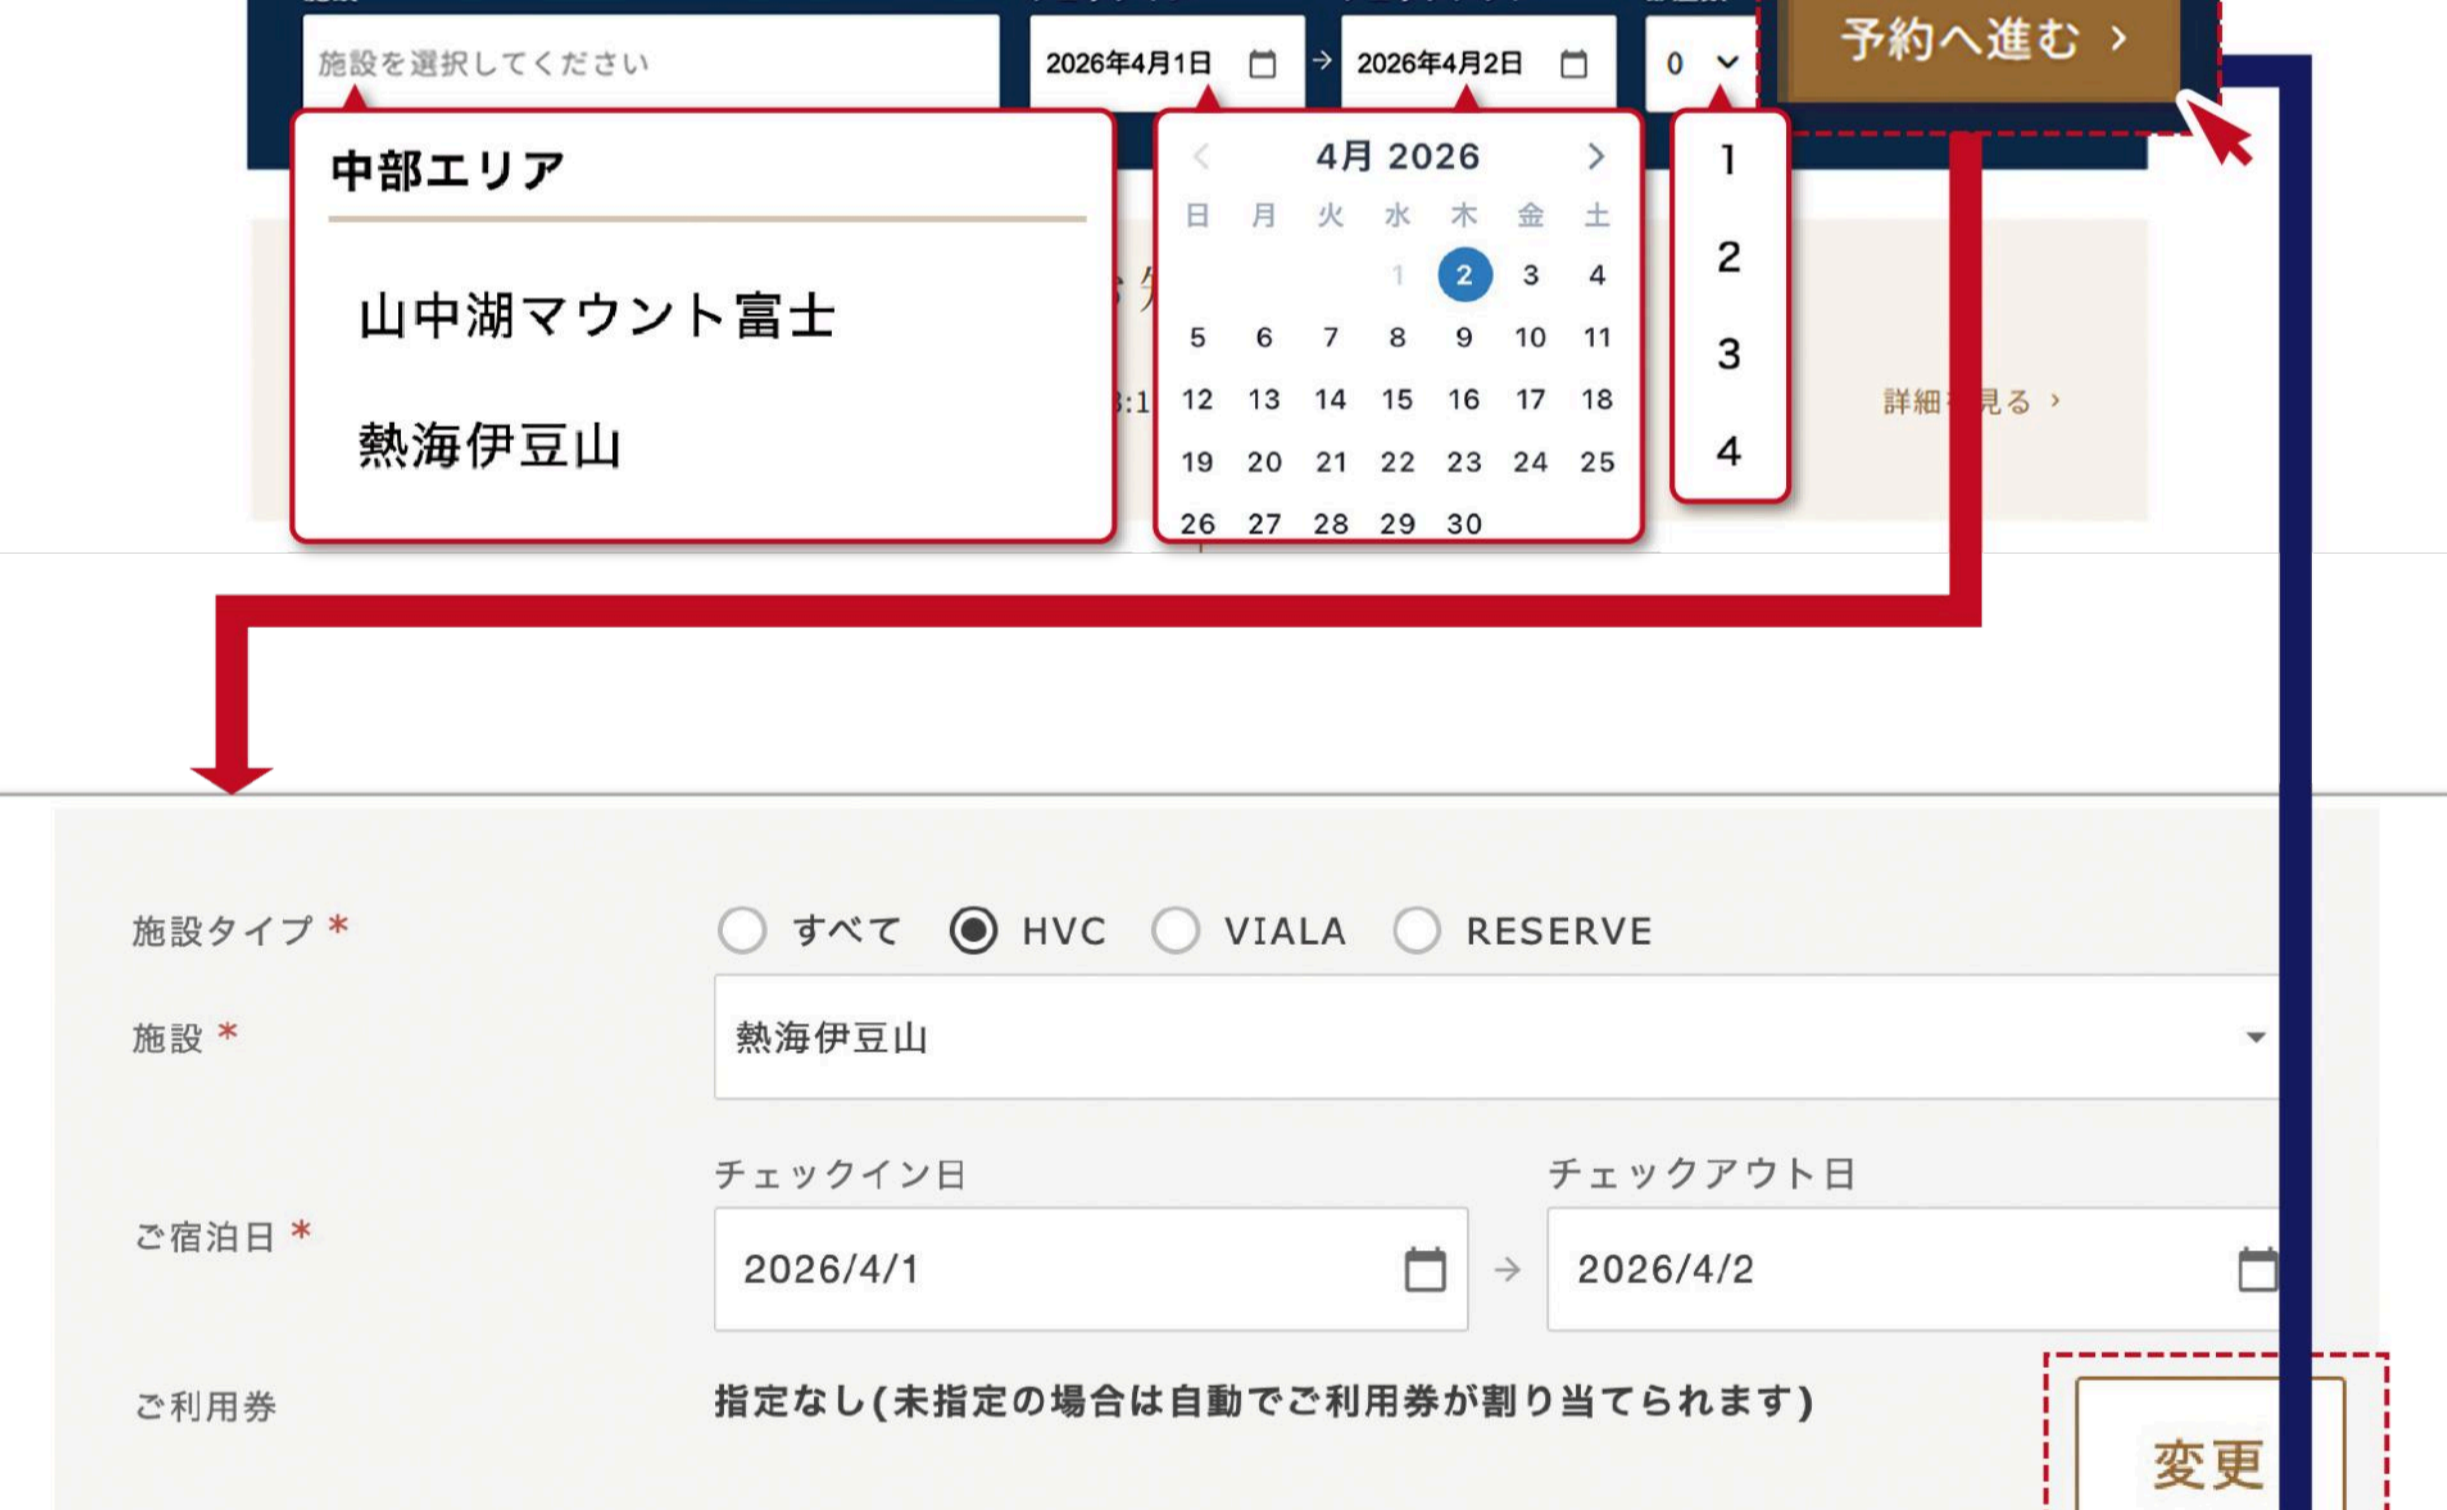 施設を選択してください
2026年4月1日 → 2026年4月2日
0
予約へ進む >
中部エリア
山中湖マウント富士
熱海伊豆山
< 4月 2026 >
日 月 火 水 木 金 土
1 2 3 4
5 6 7 8 9 10 11
12 13 14 15 16 17 18
19 20 21 22 23 24 25
26 27 28 29 30
1
2
3
4
詳細 見る >
施設タイプ *
すべて HVC VIALA RESERVE
施設 *
熱海伊豆山
ご宿泊日 *
チェックイン日
チェックアウト日
2026/4/1 → 2026/4/2
ご利用券
指定なし(未指定の場合は自動でご利用券が割り当てられます)
変更